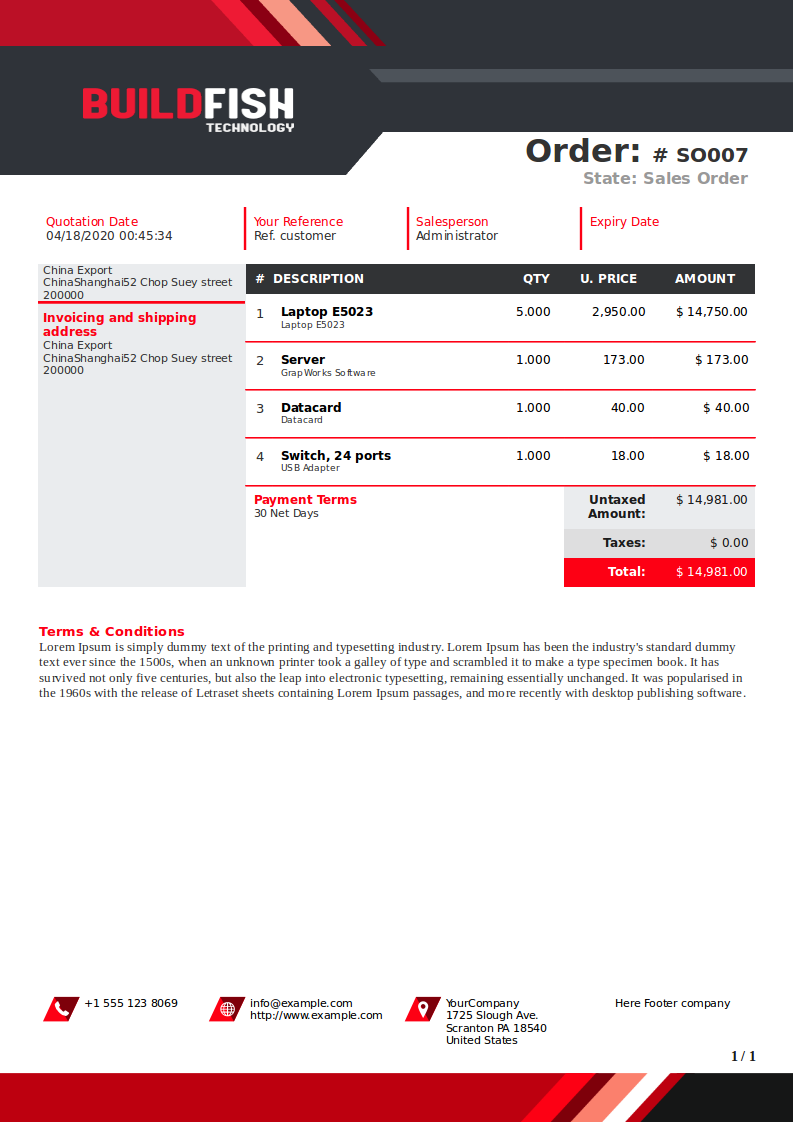 BUILDFISH
TECHNOLOGY
Order: # SO007
State: Sales Order
Quotation Date
04/18/2020 00:45:34
Your Reference
Ref. customer
Salesperson
Administrator
Expiry Date
China Export
ChinaShanghai52 Chop Suey street
200000
Invoicing and shipping
address
China Export
ChinaShanghai52 Chop Suey street
200000
# DESCRIPTION QTY U. PRICE AMOUNT
1 Laptop E5023 5.000 2,950.00 $ 14,750.00
Laptop E5023
2 Server 1.000 173.00 $ 173.00
GrapWorks Software
3 Datacard 1.000 40.00 $ 40.00
Datacard
4 Switch, 24 ports 1.000 18.00 $ 18.00
USB Adapter
Payment Terms
30 Net Days
Untaxed $ 14,981.00
Amount:
Taxes: $ 0.00
Total: $ 14,981.00
Terms & Conditions
Lorem Ipsum is simply dummy text of the printing and typesetting industry. Lorem Ipsum has been the industry's standard dummy
text ever since the 1500s, when an unknown printer took a galley of type and scrambled it to make a type specimen book. It has
survived not only five centuries, but also the leap into electronic typesetting, remaining essentially unchanged. It was popularised in
the 1960s with the release of Letraset sheets containing Lorem Ipsum passages, and more recently with desktop publishing software.
+1 555 123 8069
info@example.com
http://www.example.com
YourCompany
1725 Slough Ave.
Scranton PA 18540
United States
Here Footer company
1 / 1